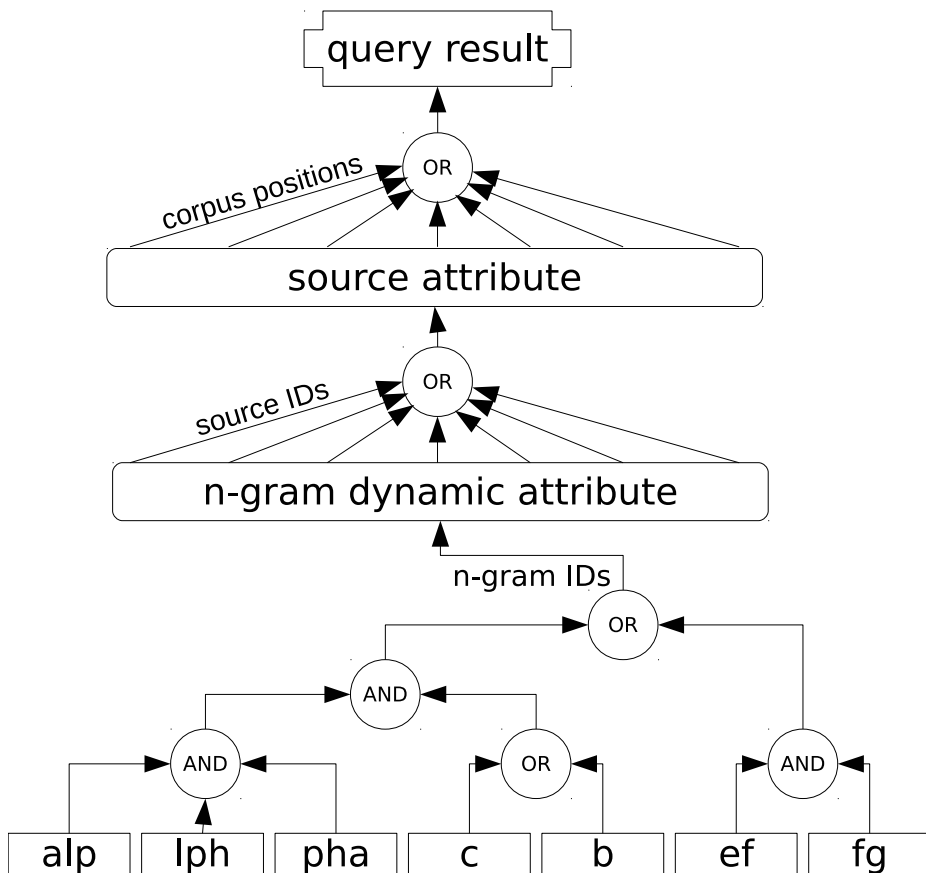 query result
OR
corpus positions
source attribute
OR
source IDs
n-gram dynamic attribute
n-gram IDs
OR
AND
AND
OR
AND
alp
lph
pha
c
b
ef
fg